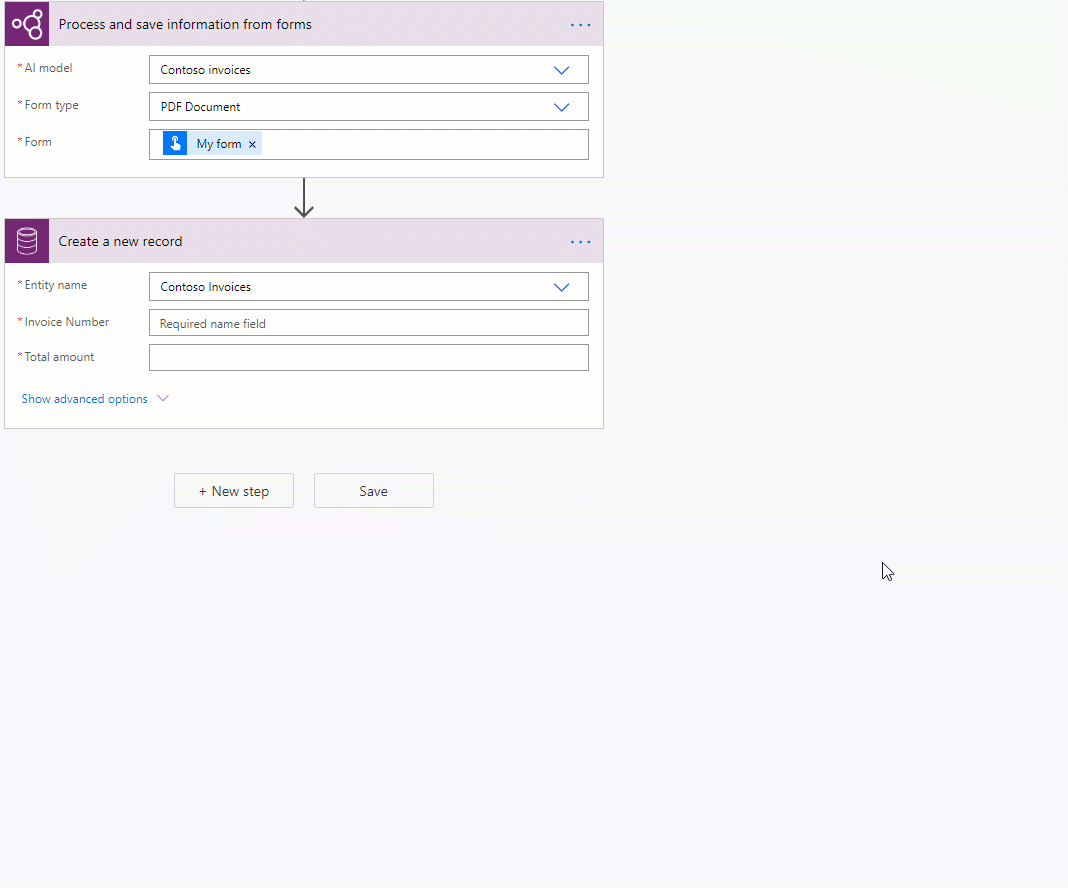 Process and save information from forms
* AI model
Contoso invoices
* Form type
PDF Document
* Form
My form ×
Create a new record
* Entity name
Contoso Invoices
* Invoice Number
Required name field
* Total amount
Show advanced options
+ New step
Save